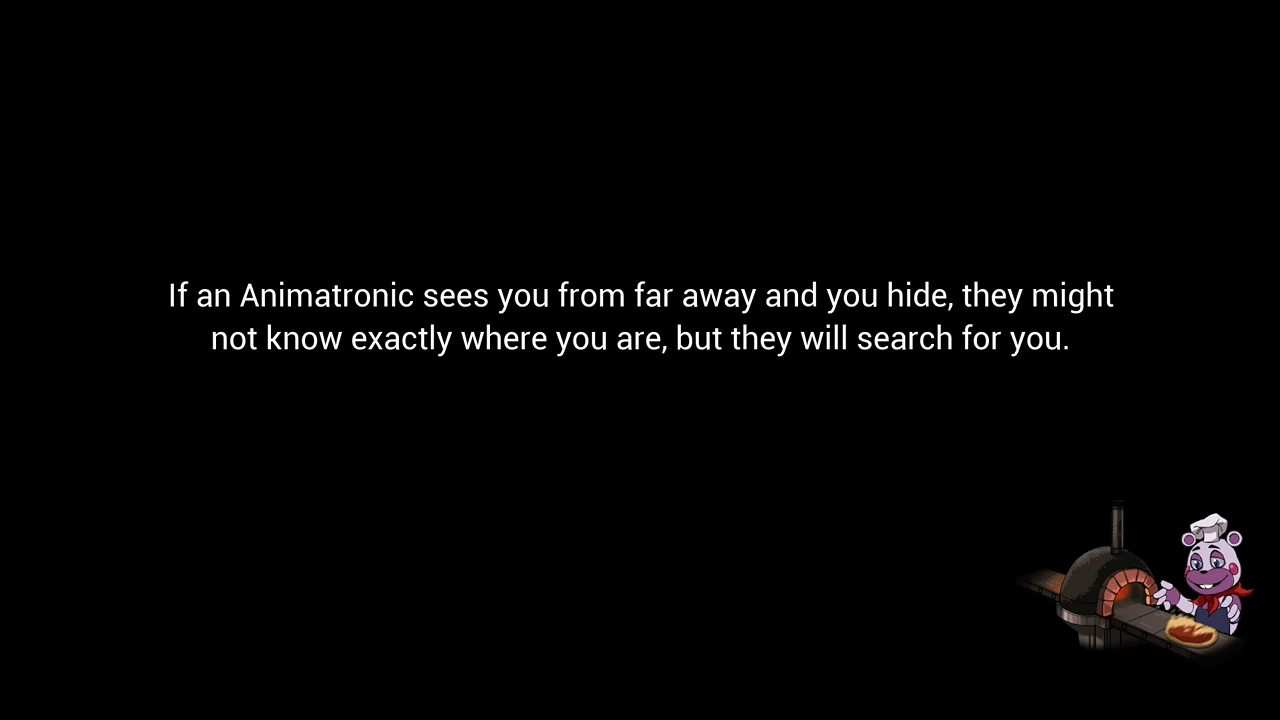 If an Animatronic sees you from far away and you hide, they might
not know exactly where you are, but they will search for you.